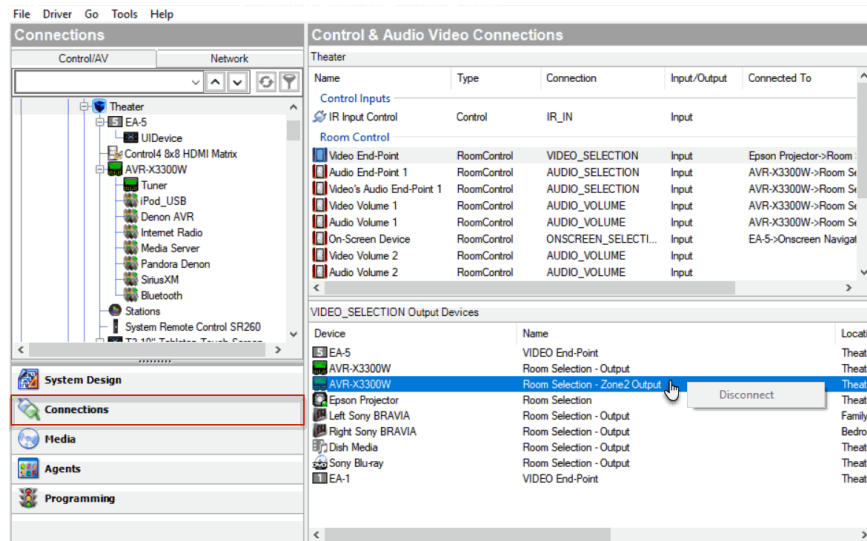 File Driver Go Tools Help
Connections
Control/AV Network
Theater
EA-5
UIDevice
Control4 8x8 HDMI Matrix
AVR-X3300W
Tuner
iPod_USB
Denon AVR
Internet Radio
Media Server
Pandora Denon
SiriusXM
Bluetooth
Stations
System Remote Control SR260
System Design
Connections
Media
Agents
Programming
Control & Audio Video Connections
Theater
Name Type Connection Input/Output Connected To
Control Inputs
IR Input Control Control IR_IN Input
Room Control
Video End-Point RoomControl VIDEO_SELECTION Input Epson Projector->Room
Audio End-Point 1 RoomControl AUDIO_SELECTION Input AVR-X3300W->Room Se
Video's Audio End-Point 1 RoomControl AUDIO_SELECTION Input AVR-X3300W->Room Se
Video Volume 1 RoomControl AUDIO_VOLUME Input AVR-X3300W->Room Se
Audio Volume 1 RoomControl AUDIO_VOLUME Input AVR-X3300W->Room Se
On-Screen Device RoomControl ONSCREEN_SELECTI... Input EA-5->Onscreen Navigat
Video Volume 2 RoomControl AUDIO_VOLUME Input
Audio Volume 2 RoomControl AUDIO_VOLUME Input
VIDEO_SELECTION Output Devices
Device Name Locati
5 EA-5 VIDEO End-Point Theat
AVR-X3300W Room Selection - Output Theat
AVR-X3300W Room Selection - Zone2 Output Disconnect Theat
Epson Projector Room Selection Theat
Left Sony BRAVIA Room Selection - Output Family
Right Sony BRAVIA Room Selection - Output Bedro
Dish Media Room Selection - Output Theat
Sony Blu-ray Room Selection - Output Theat
1 EA-1 VIDEO End-Point Theat